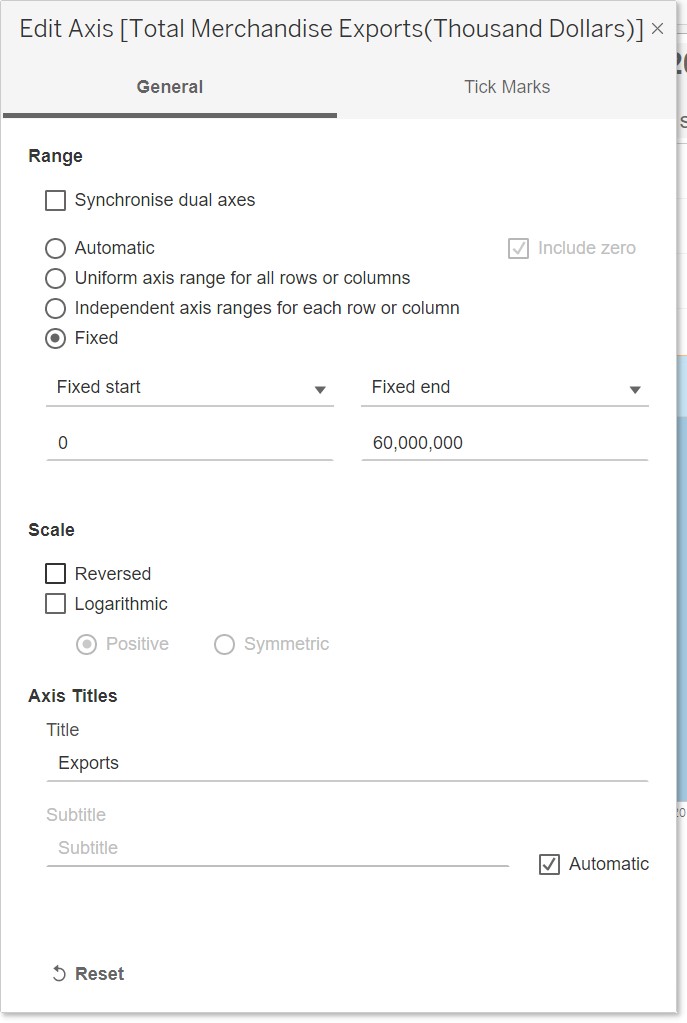 Edit Axis [Total Merchandise Exports(Thousand Dollars)] ×
General Tick Marks
Range
Synchronise dual axes
Automatic Include zero
Uniform axis range for all rows or columns
Independent axis ranges for each row or column
Fixed
Fixed start Fixed end
0 60,000,000
Scale
Reversed
Logarithmic
Positive Symmetric
Axis Titles
Title
Exports
Subtitle
Subtitle
Automatic
Reset